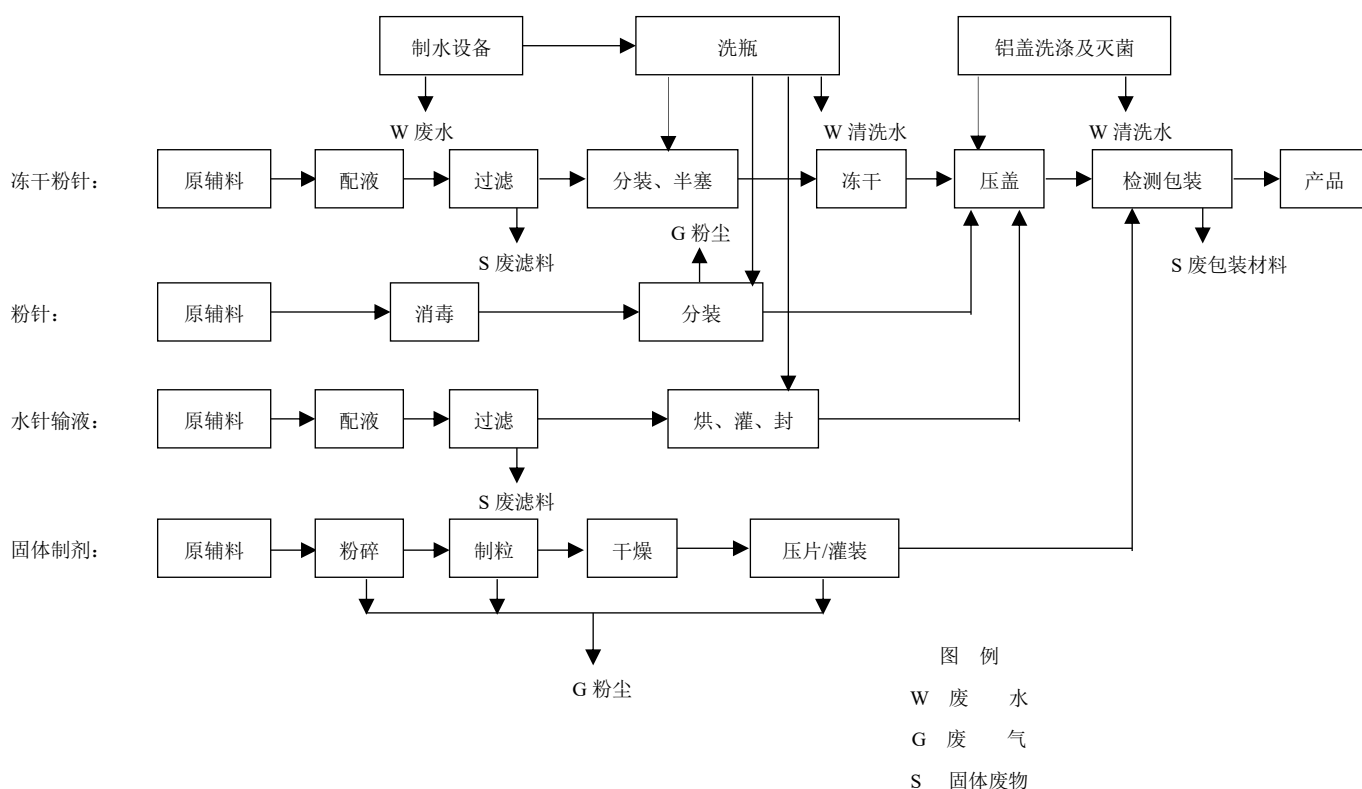 制水设备 洗瓶 铝盖洗涤及灭菌
W 废水 W 清洗水 W 清洗水
冻干粉针： 原辅料 配液 过滤 分装、半塞 冻干 压盖 检测包装 产品
G 粉尘
S 废滤料 S 废包装材料
粉针： 原辅料 消毒 分装
水针输液： 原辅料 配液 过滤 烘、灌、封
S 废滤料
固体制剂： 原辅料 粉碎 制粒 干燥 压片/灌装
G 粉尘
图 例
W 废 水
G 废 气
S 固体废物